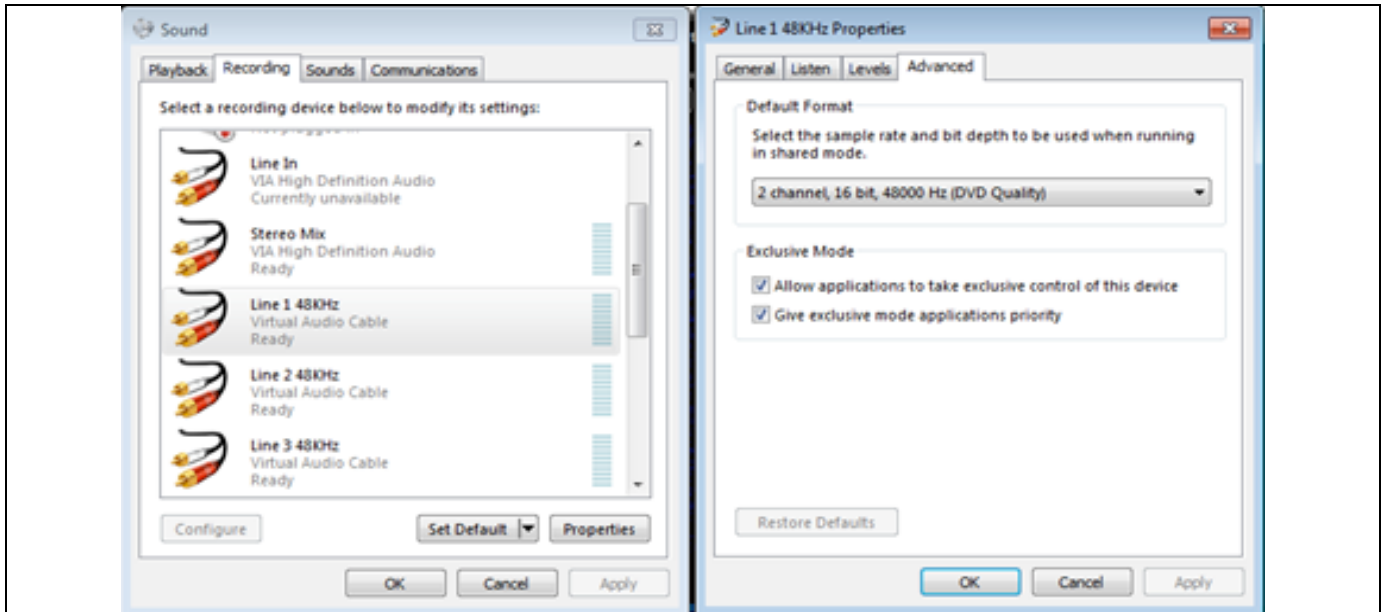 Sound
Playback Recording Sounds Communications
Select a recording device below to modify its settings:
Line In
VIA High Definition Audio
Currently unavailable
Stereo Mix
VIA High Definition Audio
Ready
Line 1 48KHz
Virtual Audio Cable
Ready
Line 2 48KHz
Virtual Audio Cable
Ready
Line 3 48KHz
Virtual Audio Cable
Ready
Configure Set Default Properties
OK Cancel Apply
Line 1 48KHz Properties
General Listen Levels Advanced
Default Format
Select the sample rate and bit depth to be used when running
in shared mode.
2 channel, 16 bit, 48000 Hz (DVD Quality)
Exclusive Mode
Allow applications to take exclusive control of this device
Give exclusive mode applications priority
Restore Defaults
OK Cancel Apply